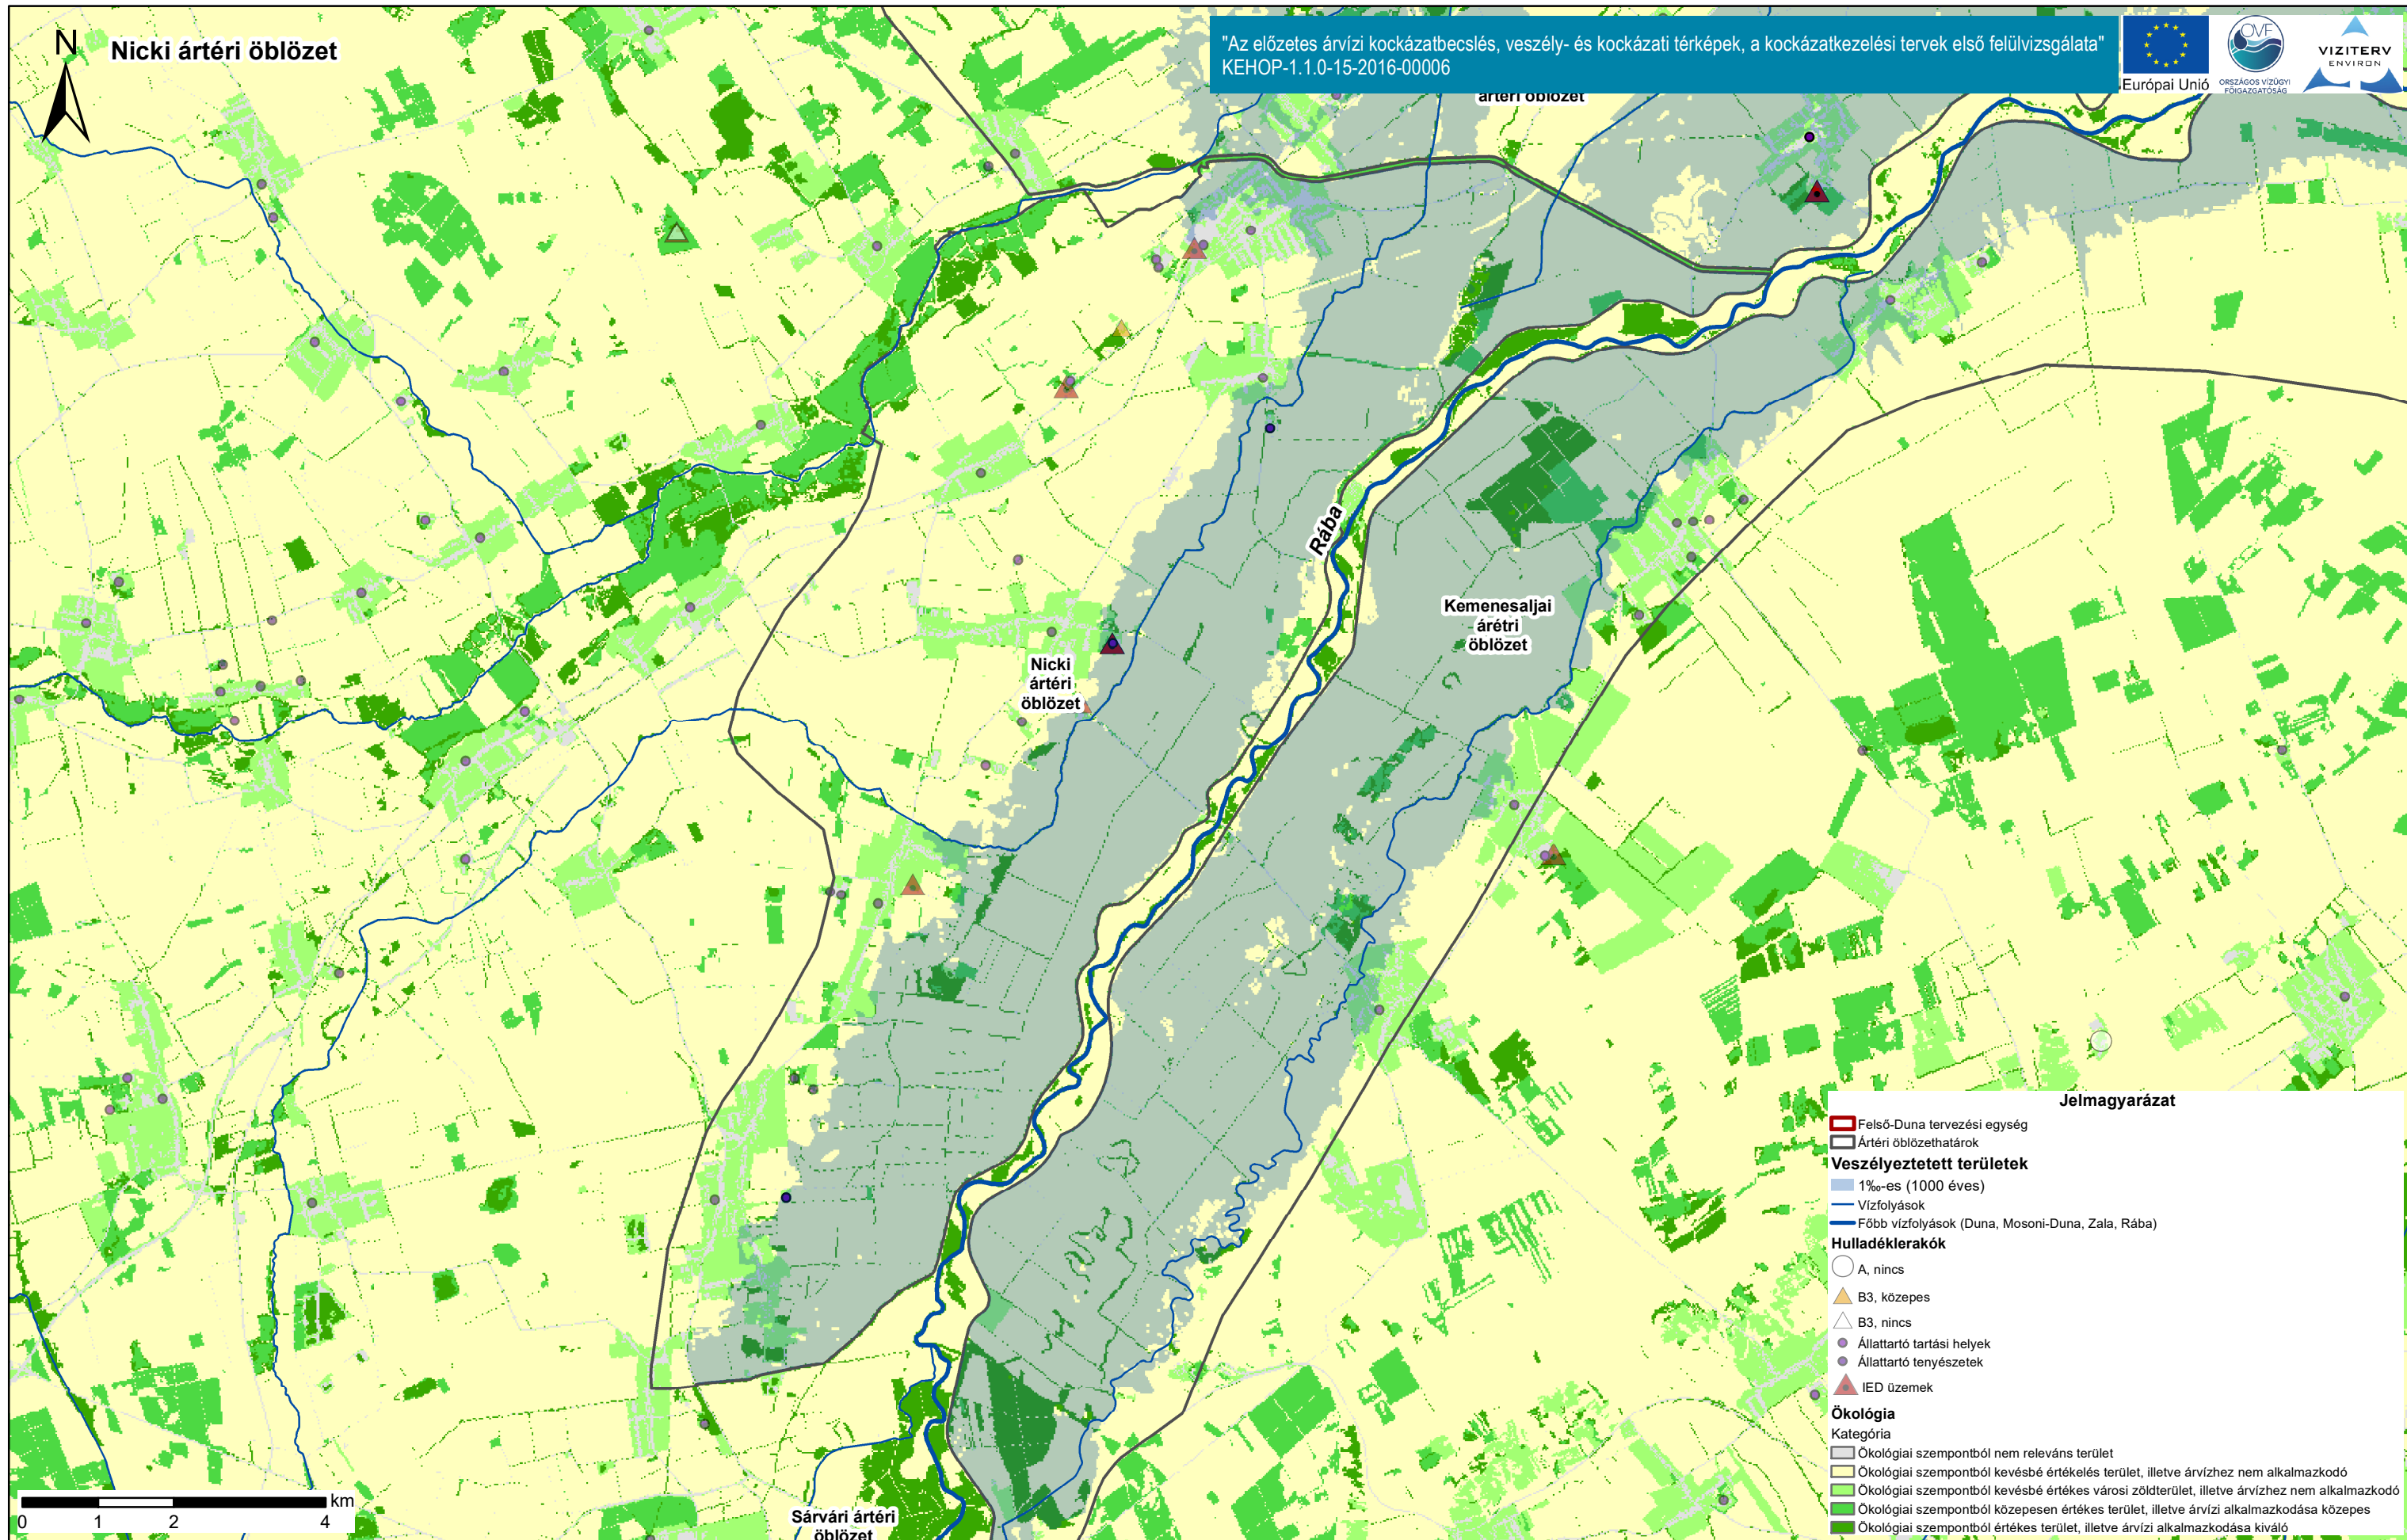 N
Nicki ártéri öblözet
"Az előzetes árvízi kockázatbecslés, veszély- és kockázati térképek, a kockázatkezelési tervek első felülvizsgálata"
KEHOP-1.1.0-15-2016-00006
Európai Unió
OVF
ORSZÁGOS VÍZÜGYI
FŐIGAZGATÓSÁG
VIZITERV
ENVIRON
ártéri öblözet
Rába
Kemenesaljai
árétri
öblözet
Nicki
ártéri
öblözet
Sárvári ártéri
öblözet
km
0 1 2 4
Jelmagyarázat
Felső-Duna tervezési egység
Ártéri öblözethatárok
Veszélyeztetett területek
1‰-es (1000 éves)
Vízfolyások
Főbb vízfolyások (Duna, Mosoni-Duna, Zala, Rába)
Hulladéklerakók
A, nincs
B3, közepes
B3, nincs
Állattartó tartási helyek
Állattartó tenyészetek
IED üzemek
Ökológia
Kategória
Ökológiai szempontból nem releváns terület
Ökológiai szempontból kevésbé értékelés terület, illetve árvízhez nem alkalmazkodó
Ökológiai szempontból kevésbé értékes városi zöldterület, illetve árvízhez nem alkalmazkodó
Ökológiai szempontból közepesen értékes terület, illetve árvízi alkalmazkodása közepes
Ökológiai szempontból értékes terület, illetve árvízi alkalmazkodása kiváló